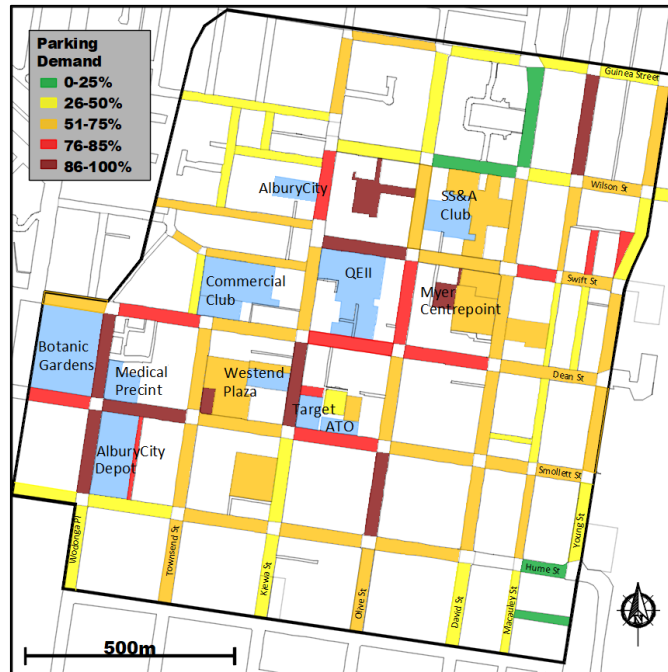 Parking
Demand
0-25%
26-50%
51-75%
76-85%
86-100%
Guinea Street
AlburyCity
SS&A
Club
Wilson St
Commercial
Club
QEII
Myer
Centrepoint
Swift St
Botanic
Gardens
Medical
Precint
Westend
Plaza
Dean St
Target
ATO
AlburyCity
Depot
Smollett St
Wodonga Pl
Townsend St
Kiewa St
Olive St
David St
Macauley St
Hume St
Young St
500m